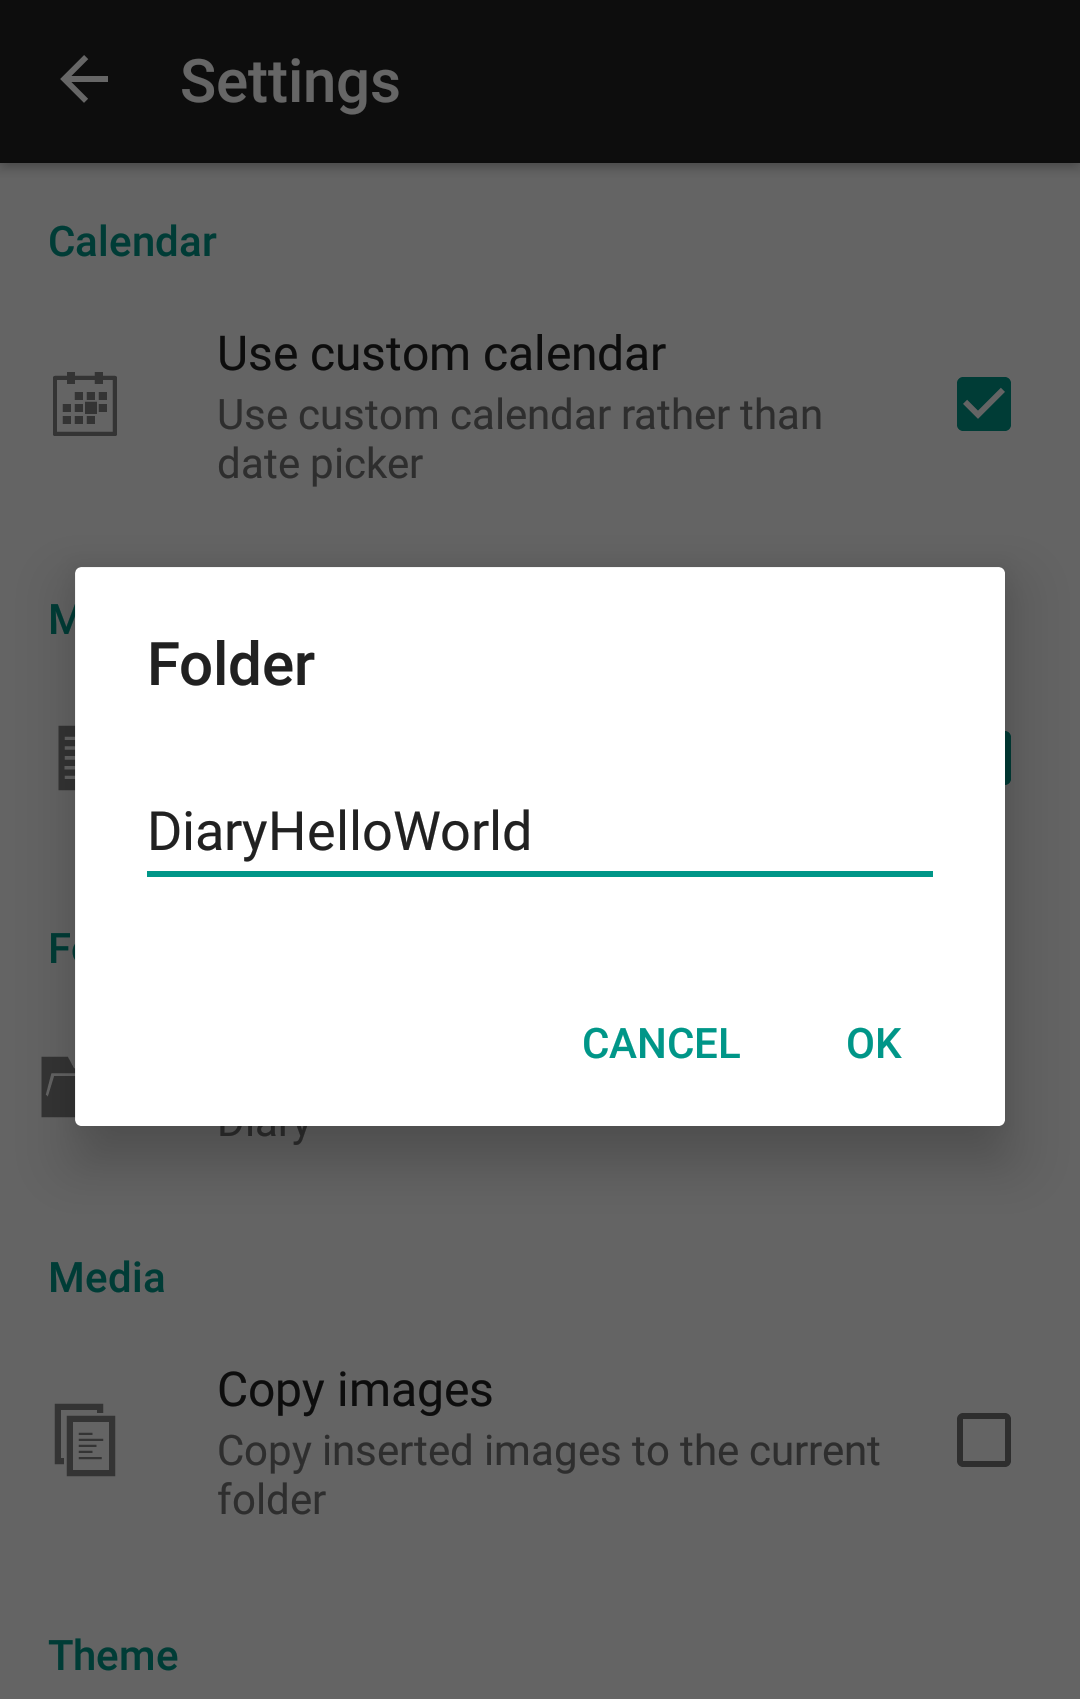 Settings
Calendar
Use custom calendar
Use custom calendar rather than
date picker
Folder
DiaryHelloWorld
CANCEL
OK
Diary
Media
Copy images
Copy inserted images to the current
folder
Theme